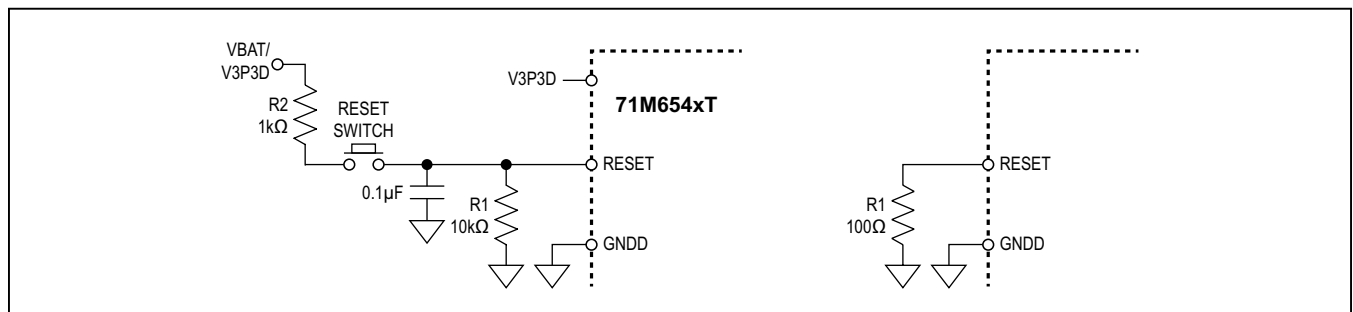 VBAT/
V3P3D
R2
1kΩ
RESET
SWITCH
0.1µF
R1
10kΩ
V3P3D
71M654xT
RESET
GNDD
R1
100Ω
RESET
GNDD